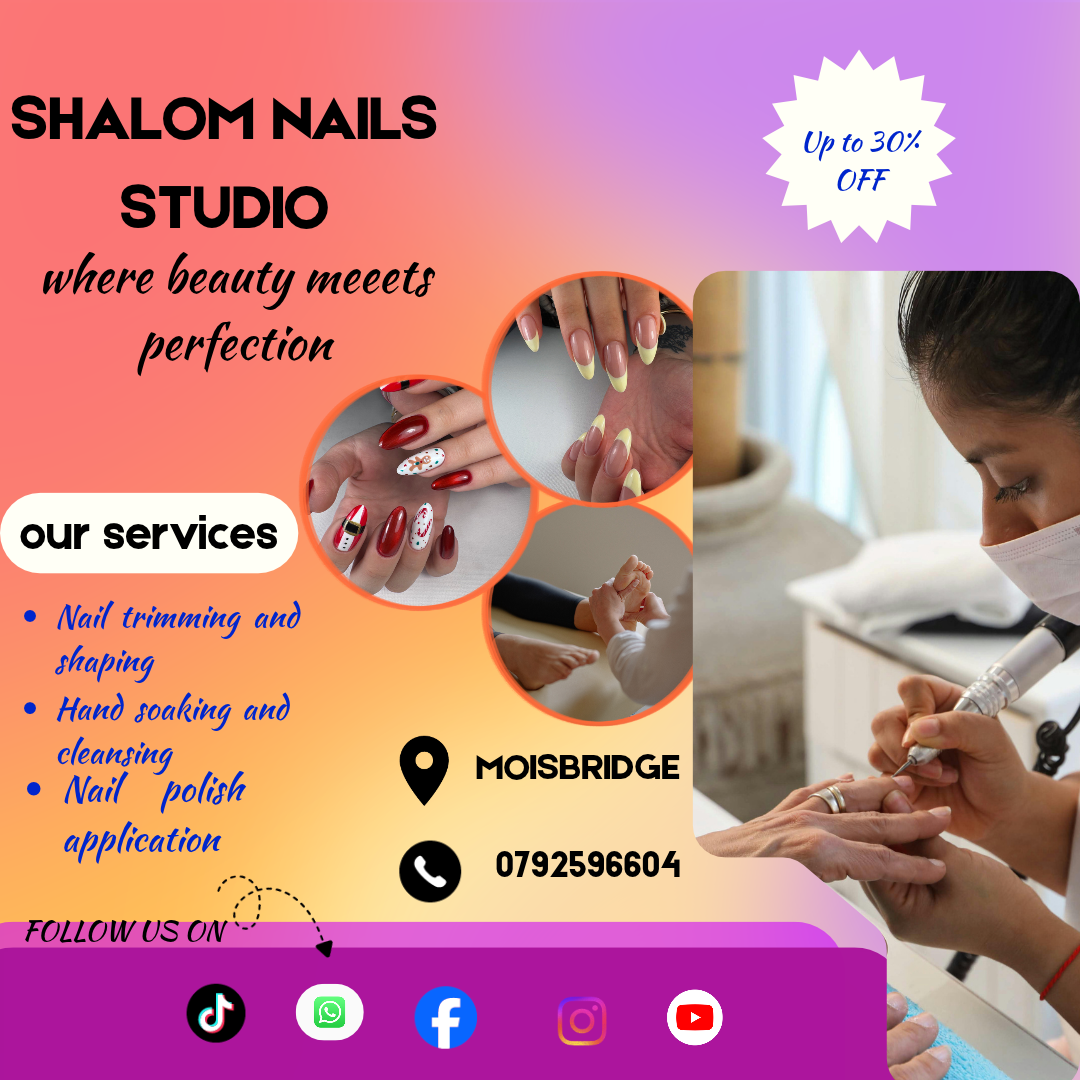 SHALOM NAILS
STUDIO
where beauty meeets
perfection
Up to 30%
OFF
our services
Nail trimming and
shaping
Hand soaking and
cleansing
Nail polish
application
MOISBRIDGE
0792596604
FOLLOW US ON